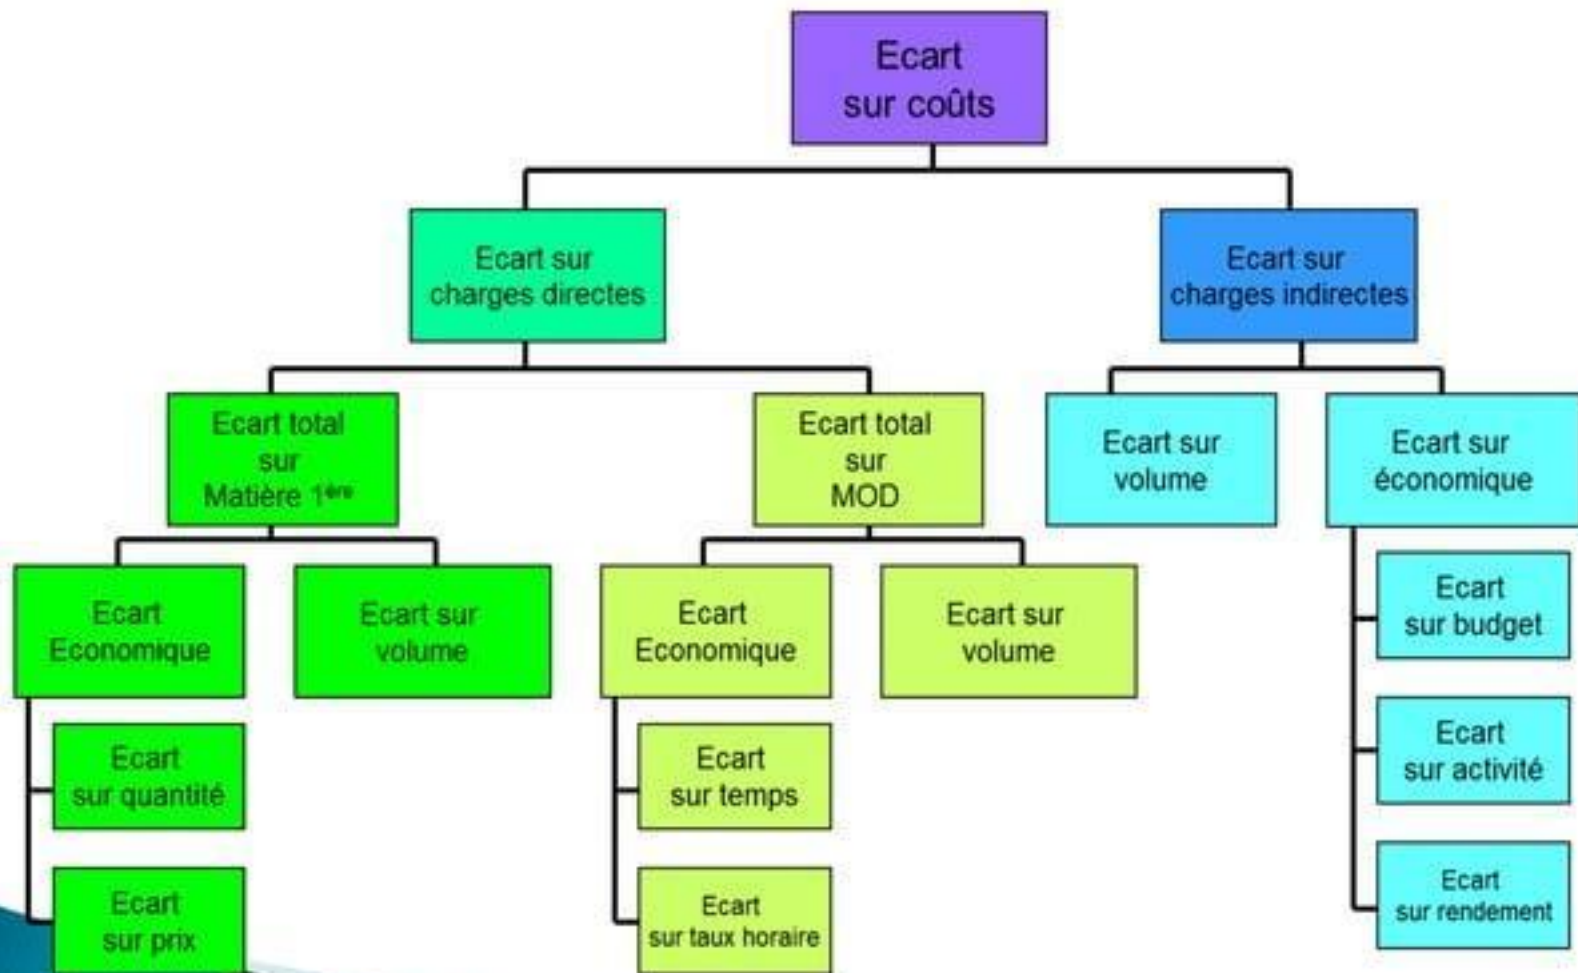 Ecart
sur coûts
Ecart sur
charges directes
Ecart sur
charges indirectes
Ecart total
sur
Matière 1ère
Ecart total
sur
MOD
Ecart sur
volume
Ecart sur
économique
Ecart
Economique
Ecart sur
volume
Ecart
Economique
Ecart sur
volume
Ecart
sur budget
Ecart
sur quantité
Ecart
sur temps
Ecart
sur activité
Ecart
sur prix
Ecart
sur taux horaire
Ecart
sur rendement